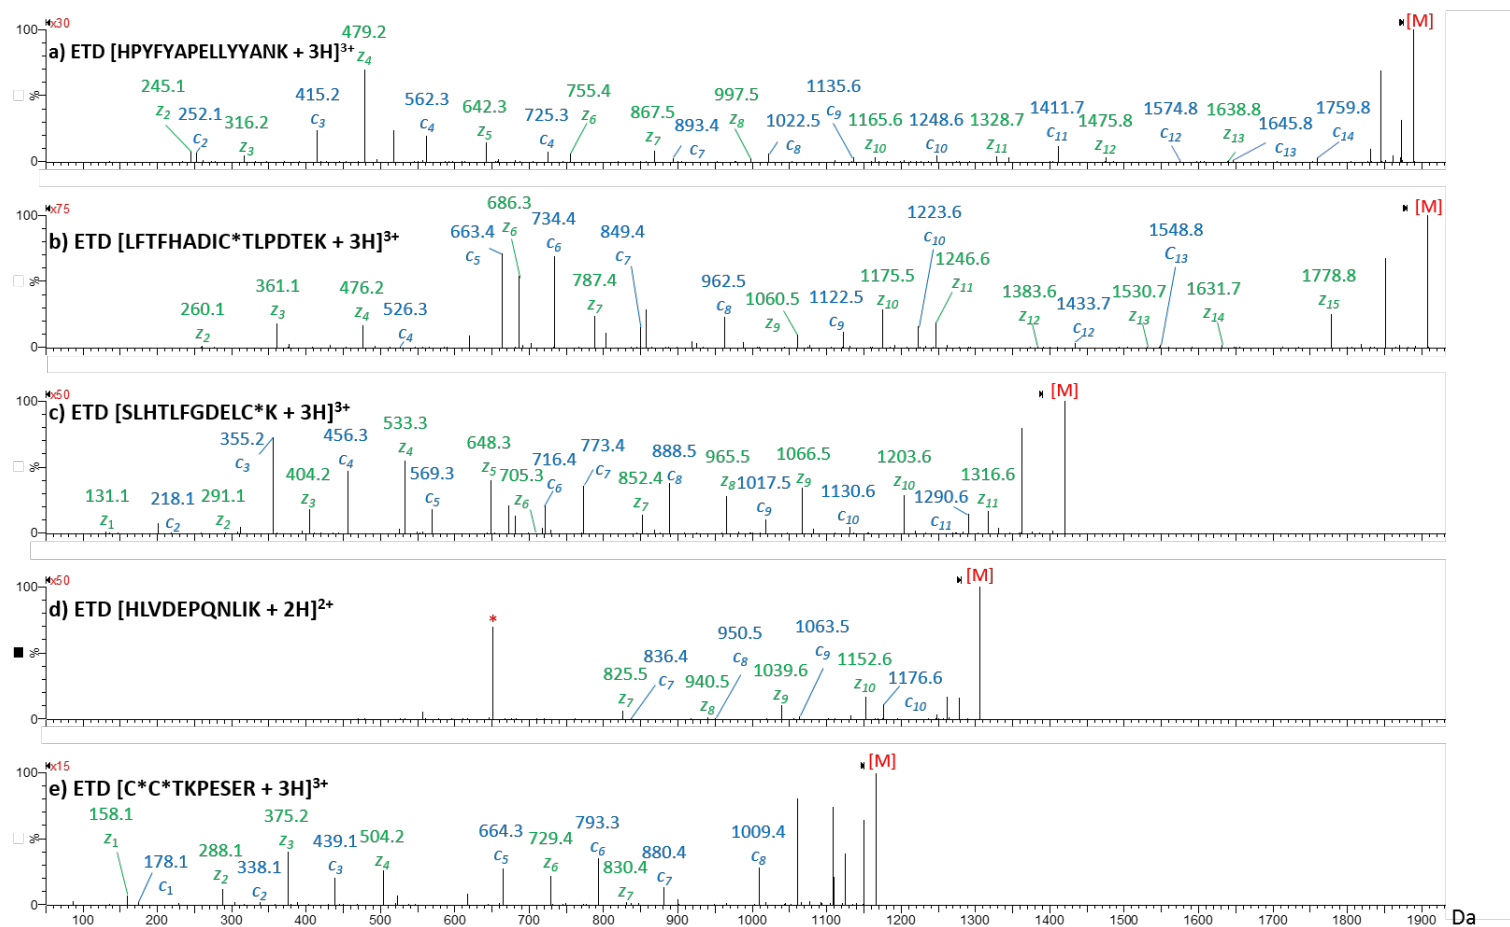 100
x30
[M]
a) ETD [HPYFYAPELLYYANK + 3H]3+
%
0
245.1
z2
252.1
c2
316.2
z3
415.2
c3
479.2
z4
562.3
c4
642.3
z5
725.3
c4
755.4
z6
867.5
z7
893.4
c7
997.5
z8
1022.5
c8
1135.6
c9
1165.6
z10
1248.6
c10
1328.7
z11
1411.7
c11
1475.8
z12
1574.8
c12
1638.8
z13
1645.8
c13
1759.8
c14
100
x75
[M]
b) ETD [LFTFHADIC*TLPDTEK + 3H]3+
%
0
260.1
z2
361.1
z3
476.2
z4
526.3
c4
663.4
c5
686.3
z6
734.4
c6
787.4
z7
849.4
c7
962.5
c8
1060.5
z9
1122.5
c9
1175.5
z10
1223.6
c10
1246.6
z11
1383.6
z12
1433.7
c12
1530.7
z13
1548.8
C13
1631.7
z14
1778.8
z15
100
x50
[M]
c) ETD [SLHTLFGDELC*K + 3H]3+
%
0
131.1
z1
218.1
c2
291.1
z2
355.2
c3
404.2
z3
456.3
c4
533.3
z4
569.3
c5
648.3
z5
705.3
z6
716.4
c6
773.4
c7
852.4
z7
888.5
c8
965.5
z8
1017.5
c9
1066.5
z9
1130.6
c10
1203.6
z10
1290.6
c11
1316.6
z11
100
x50
[M]
d) ETD [HLVDEPQNLIK + 2H]2+
%
0
*
825.5
z7
836.4
c7
940.5
z8
950.5
c8
1039.6
z9
1063.5
c9
1152.6
z10
1176.6
c10
100
x15
[M]
e) ETD [C*C*TKPESER + 3H]3+
%
0
158.1
z1
178.1
c1
288.1
z2
338.1
c2
375.2
z3
439.1
c3
504.2
z4
664.3
c5
729.4
z6
793.3
c6
830.4
z7
880.4
c7
1009.4
c8
100 200 300 400 500 600 700 800 900 1000 1100 1200 1300 1400 1500 1600 1700 1800 1900 Da